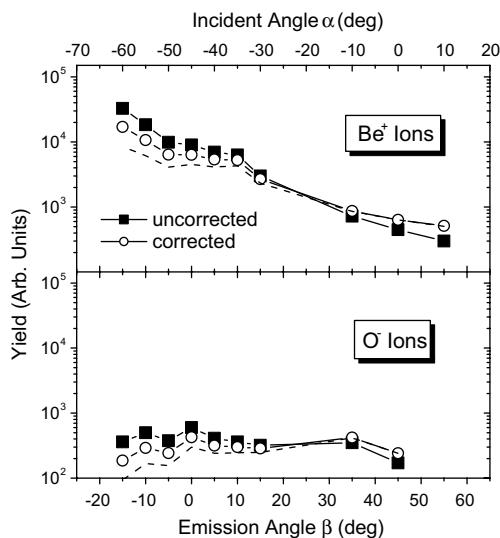 Incident Angle α (deg)
-70 -60 -50 -40 -30 -20 -10 0 10 20
10⁵
10⁴
10³
Be⁺ Ions
uncorrected
corrected
Yield (Arb. Units)
10⁵
10⁴
10³
10²
O⁻ Ions
-20 -10 0 10 20 30 40 50 60
Emission Angle β (deg)